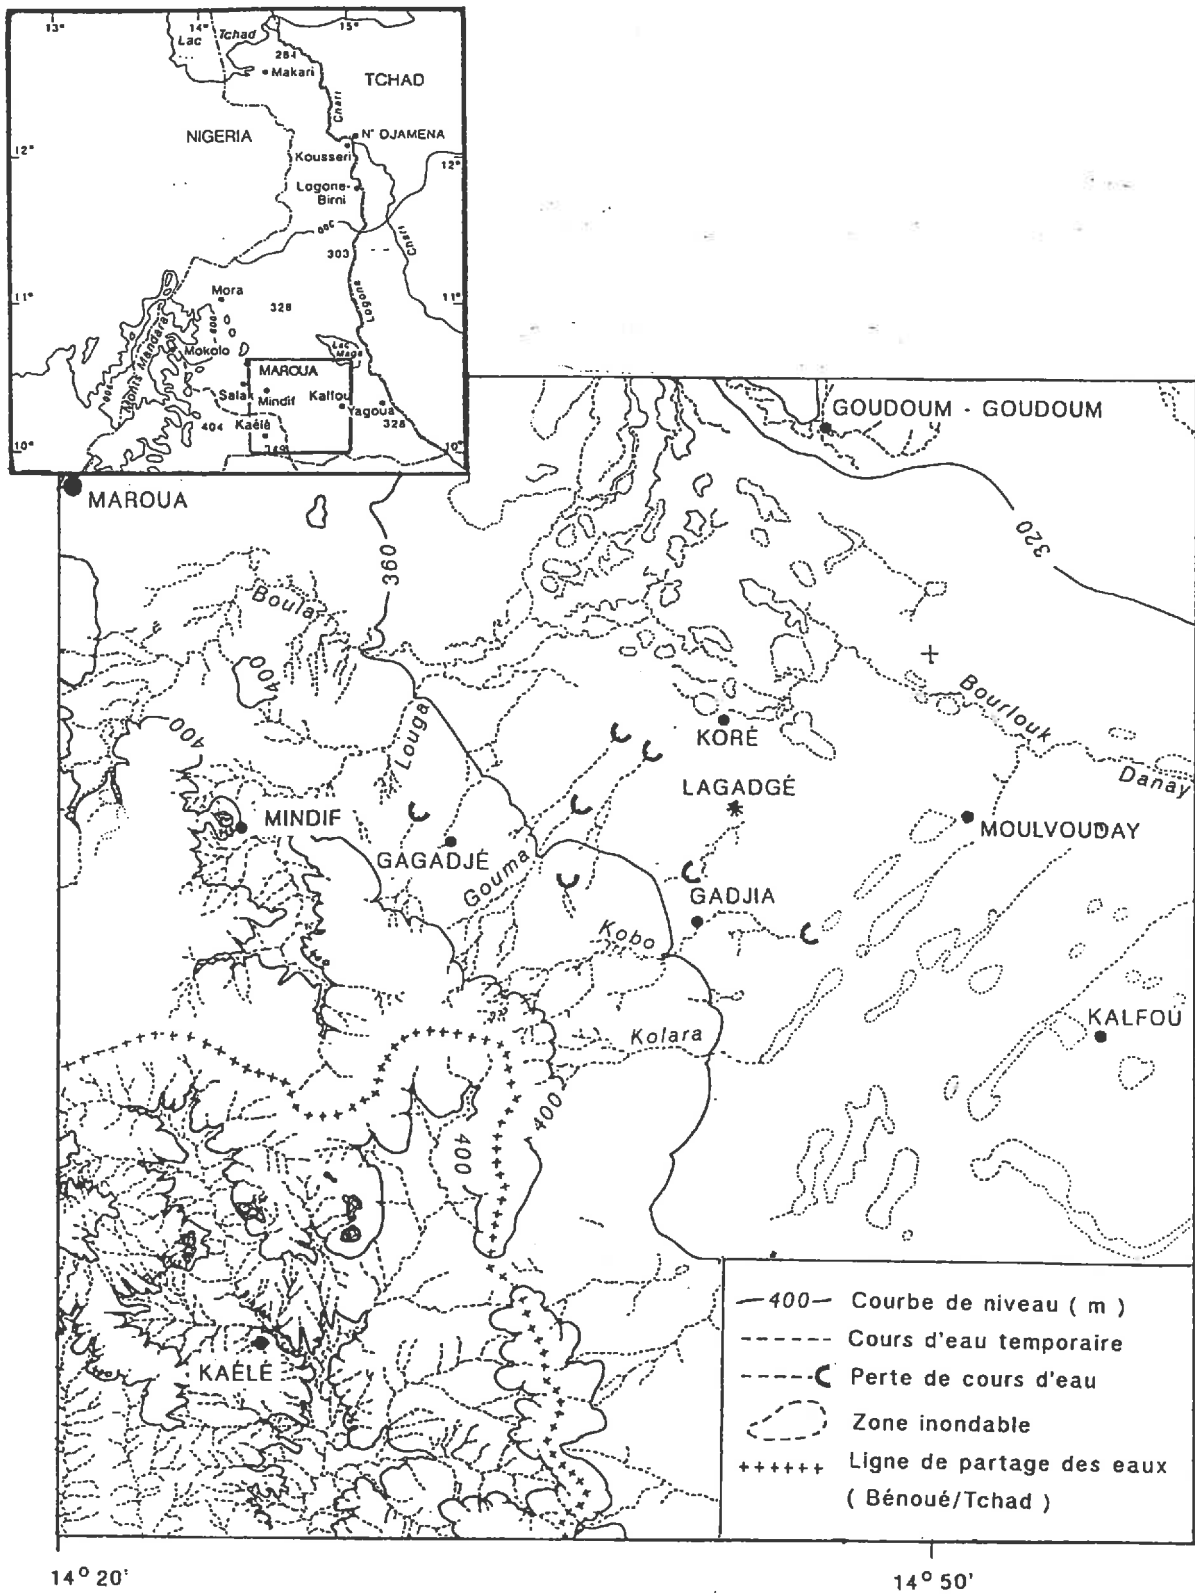 13° 14° 15°
Lac Tchad
284
Makari
TCHAD
Chari
NIGERIA
N'DJAMENA
12° 12°
Kousseri
Logone-
Birni
300
Chari
303
11° 11°
Mora
328
Logone
Monts Mandara
800
Mokolo
Lac
Maga
MAROUA
Salak
Mindif
Kalfou
Yagoua
404
Kaélé
328
10° 10°
GOUDOUM - GOUDOUM
MAROUA
320
360
Boula
400
400
Bourlouk
Louga
KORÉ
Danay
LAGADGÉ
MINDIF
MOULVOUDAY
GAGADJÉ
Gouma
GADJIA
Kobo
KALFOU
Kolara
400
400
KAÉLÉ
400 Courbe de niveau ( m )
Cours d'eau temporaire
Perte de cours d'eau
Zone inondable
++++++ Ligne de partage des eaux
( Bénoué/Tchad )
14° 20' 14° 50'